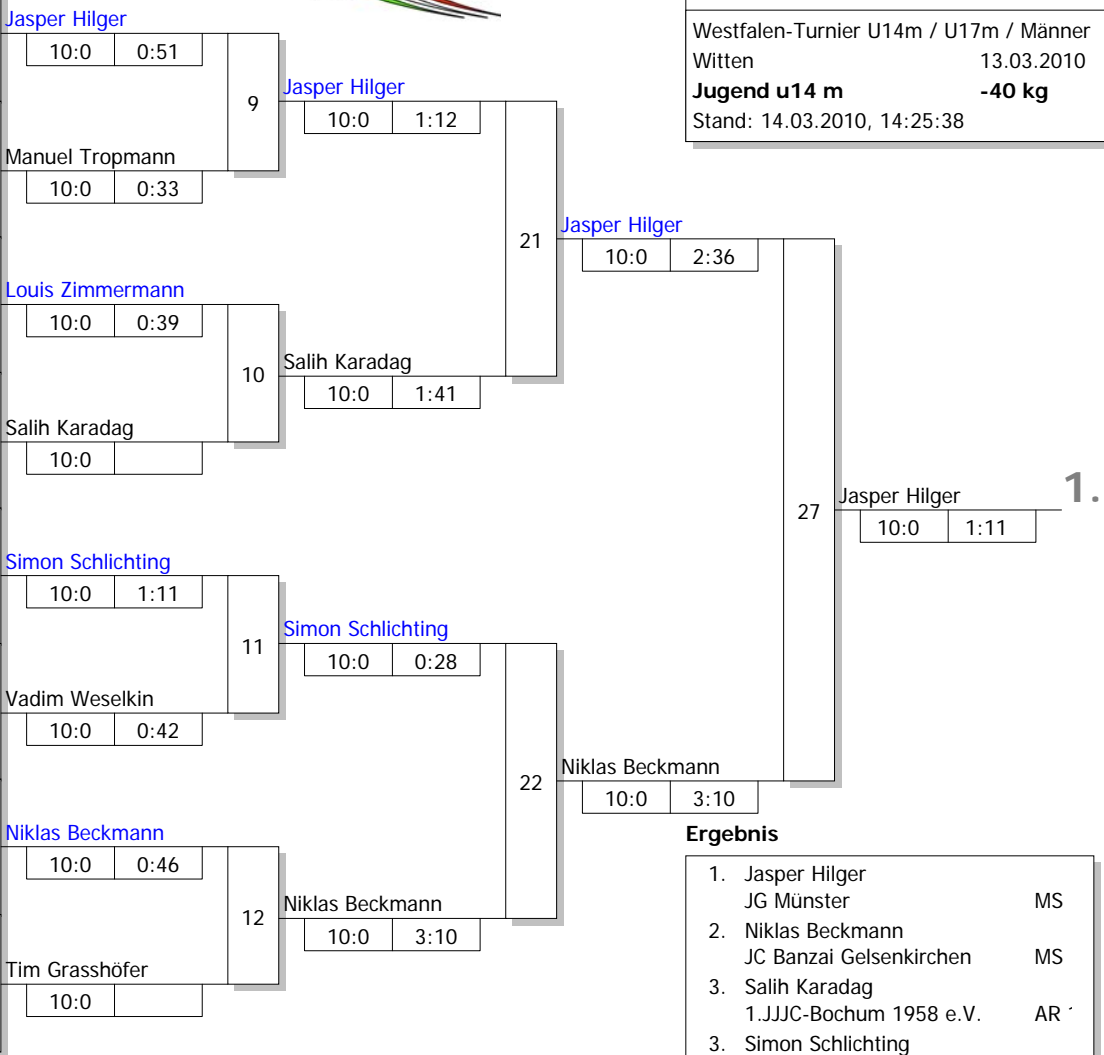 Westfalen-Turnier U14m / U17m / Männer
Witten 13.03.2010
Jugend u14 m -40 kg
Stand: 14.03.2010, 14:25:38
Jasper Hilger
10:0 0:51
9
Manuel Tropmann
10:0 0:33
Jasper Hilger
10:0 1:12
Louis Zimmermann
10:0 0:39
10
Salih Karadag
10:0
Salih Karadag
10:0 1:41
21
Jasper Hilger
10:0 2:36
Simon Schlichting
10:0 1:11
11
Vadim Weselkin
10:0 0:42
Simon Schlichting
10:0 0:28
Niklas Beckmann
10:0 0:46
12
Tim Grasshöfer
10:0
Niklas Beckmann
10:0 3:10
22
Niklas Beckmann
10:0 3:10
27
Jasper Hilger 1.
10:0 1:11
Ergebnis
1. Jasper Hilger
JG Münster MS
2. Niklas Beckmann
JC Banzai Gelsenkirchen MS
3. Salih Karadag
1.JJJC-Bochum 1958 e.V. AR
3. Simon Schlichting